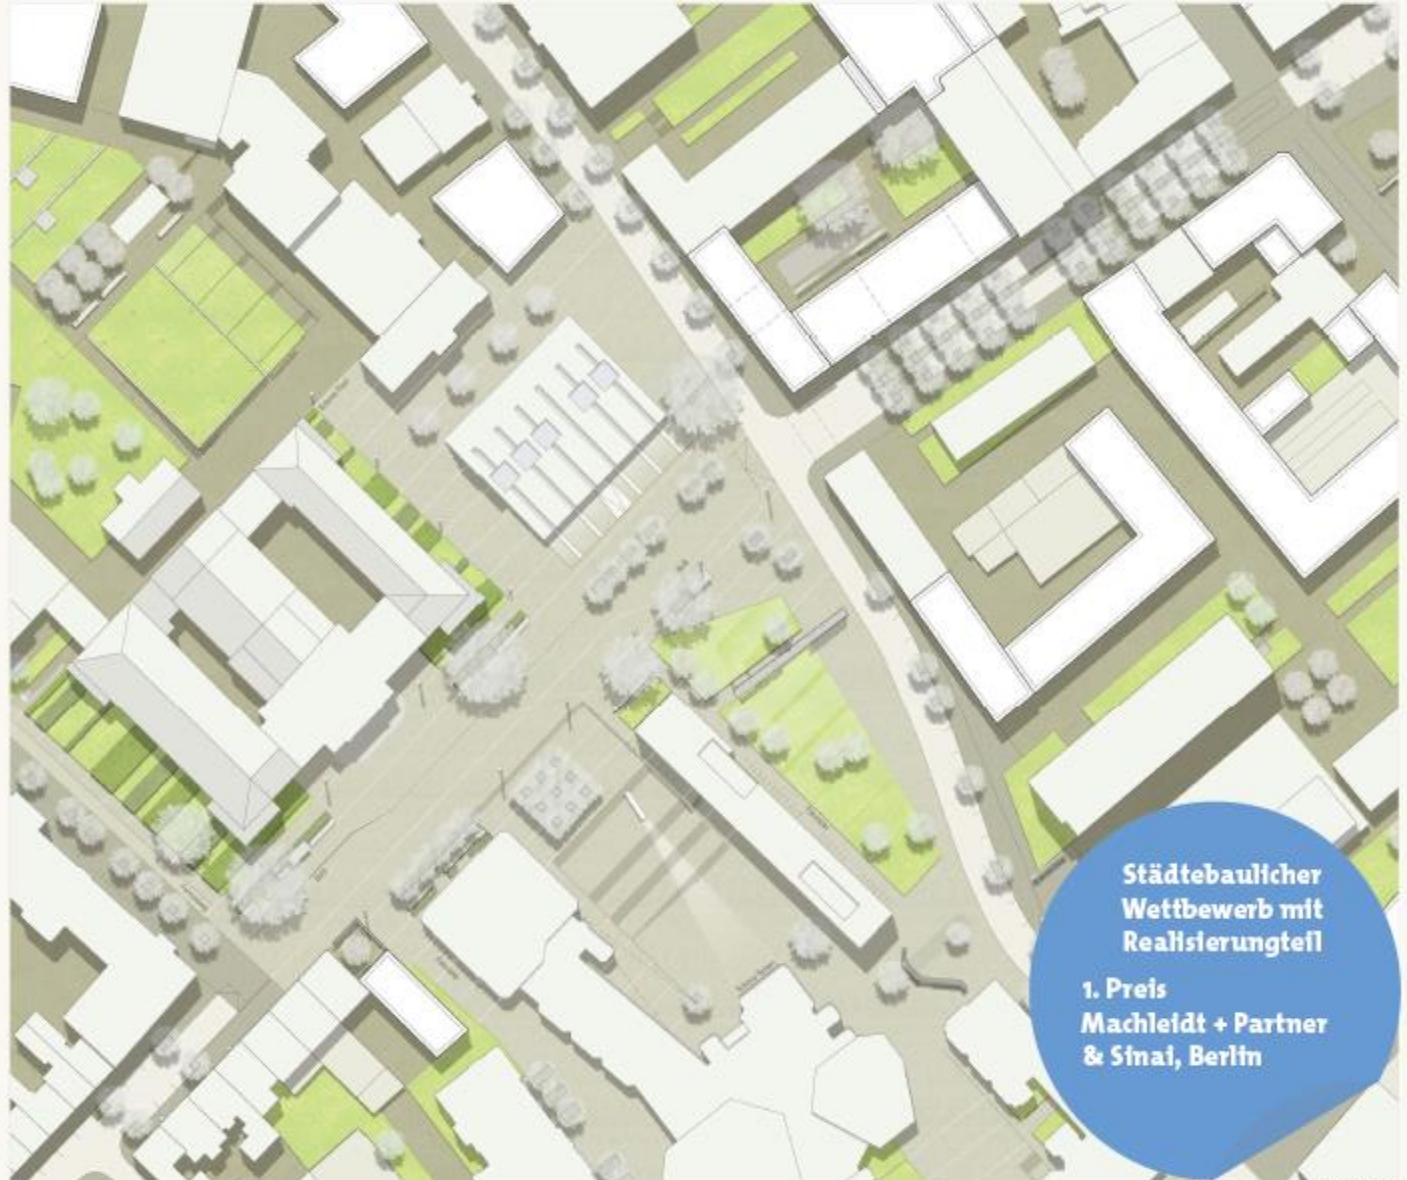 Städtebaulicher
Wettbewerb mit
Realisierungteil
1. Preis
Machleidt + Partner
& Sinai, Berlin